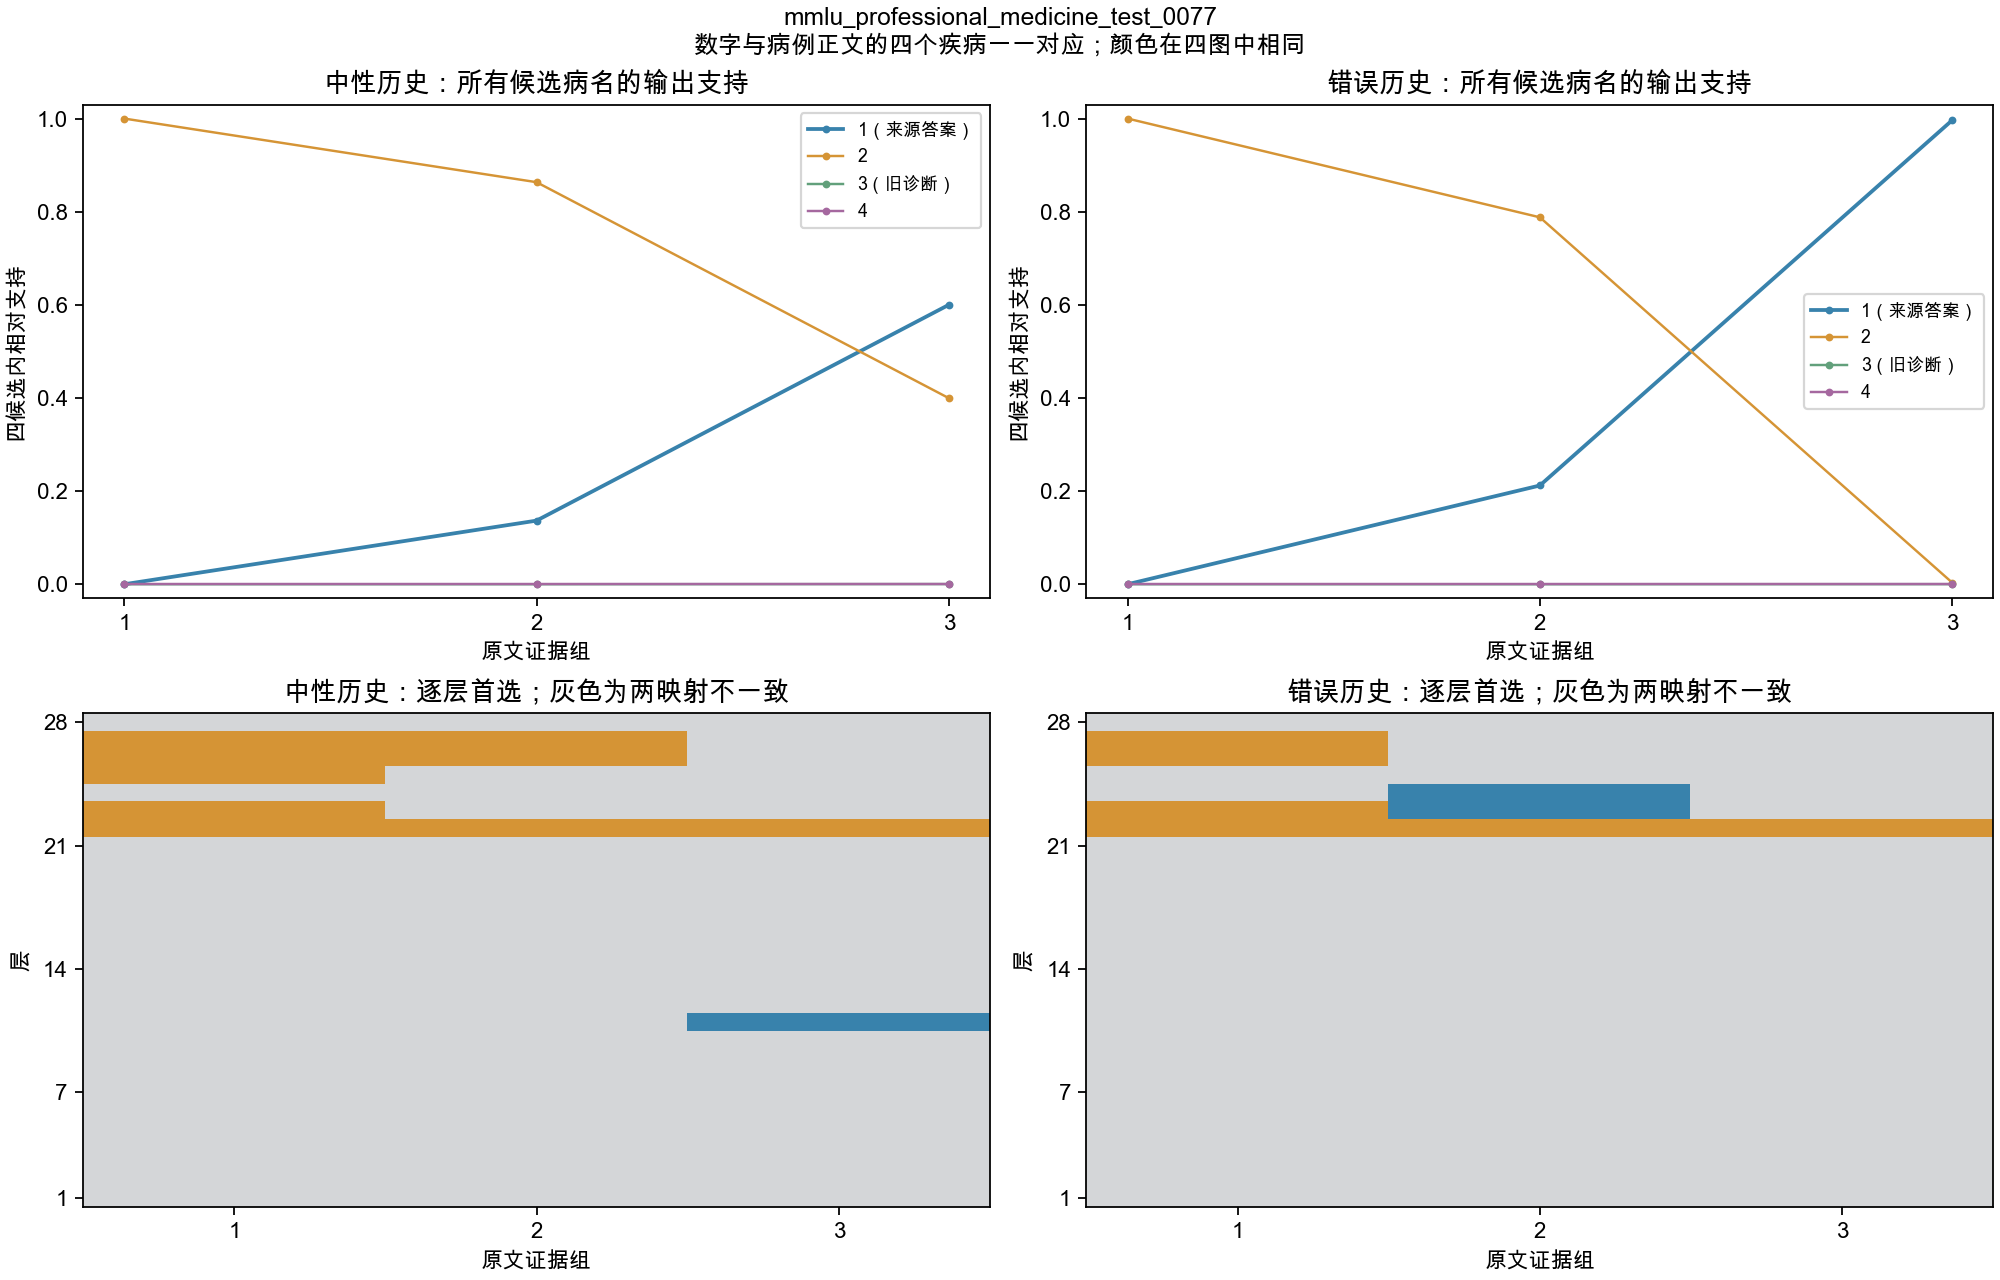 mmlu_professional_medicine_test_0077
数字与病例正文的四个疾病一一对应；颜色在四图中相同
中性历史：所有候选病名的输出支持
四候选内相对支持
1.0
0.8
0.6
0.4
0.2
0.0
1（来源答案）
2
3（旧诊断）
4
1 2 3
原文证据组
错误历史：所有候选病名的输出支持
四候选内相对支持
1.0
0.8
0.6
0.4
0.2
0.0
1（来源答案）
2
3（旧诊断）
4
1 2 3
原文证据组
中性历史：逐层首选；灰色为两映射不一致
层
28
21
14
7
1
1 2 3
原文证据组
错误历史：逐层首选；灰色为两映射不一致
层
28
21
14
7
1
1 2 3
原文证据组